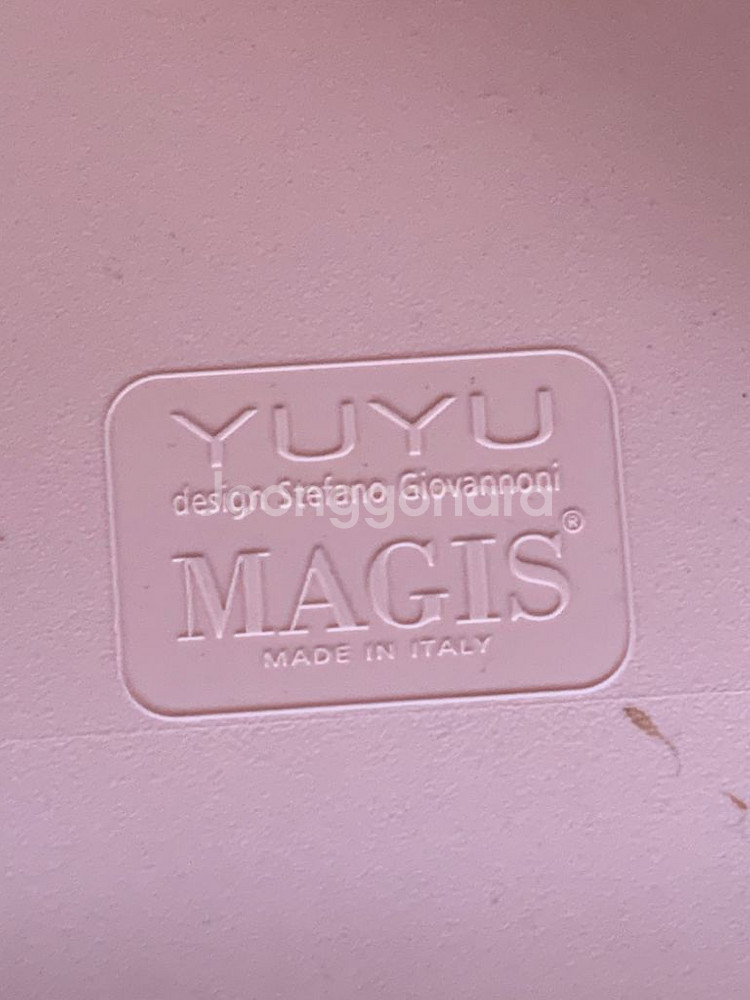 YUYU
design Stefano Giovannoni
MAGIS®
MADE IN ITALY